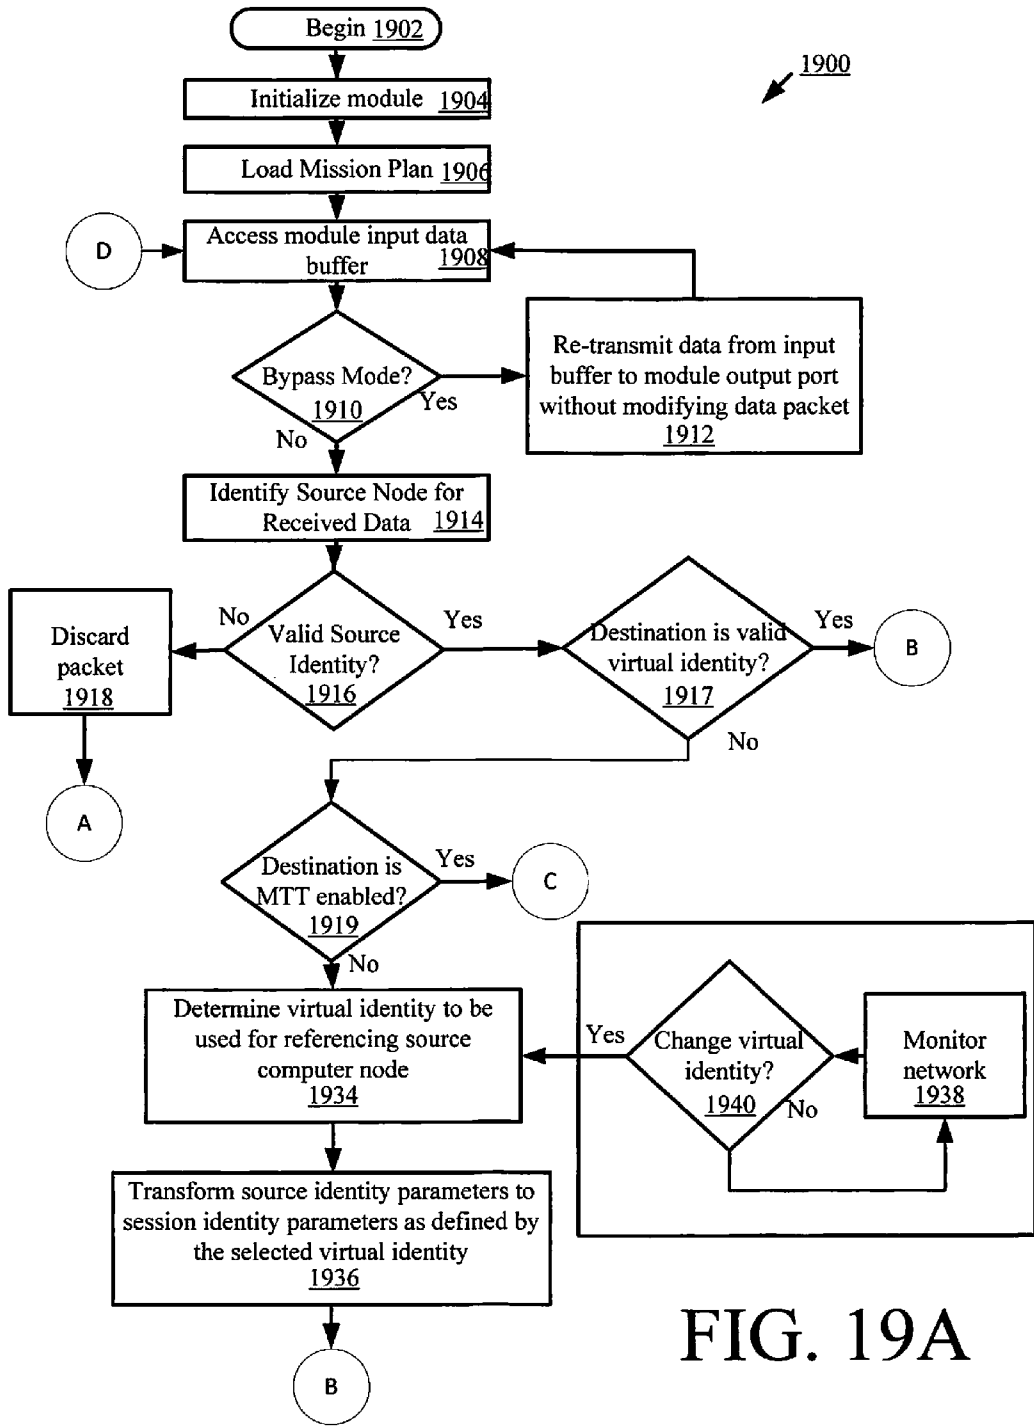 Begin 1902
1900
Initialize module 1904
Load Mission Plan 1906
D
Access module input data
buffer 1908
Bypass Mode?
1910
Yes
No
Re-transmit data from input
buffer to module output port
without modifying data packet
1912
Identify Source Node for
Received Data 1914
No
Valid Source
Identity?
1916
Yes
Destination is valid
virtual identity?
1917
Yes
B
No
Discard
packet
1918
A
Destination is
MTT enabled?
1919
Yes
C
No
Determine virtual identity to be
used for referencing source
computer node
1934
Yes
Change virtual
identity?
1940
No
Monitor
network
1938
Transform source identity parameters to
session identity parameters as defined by
the selected virtual identity
1936
B
FIG. 19A